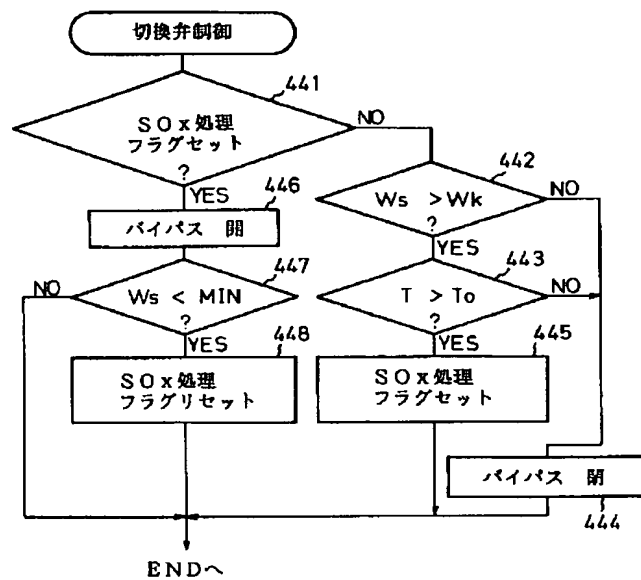 切換弁制御
441
SOx処理
フラグセット
?
NO
YES
442
Ws >Wk
?
NO
YES
446
バイパス 開
443
T > To
?
NO
YES
447
Ws < MIN
?
NO
YES
448
SOx処理
フラグリセット
445
SOx処理
フラグセット
バイパス 閉
444
ENDへ